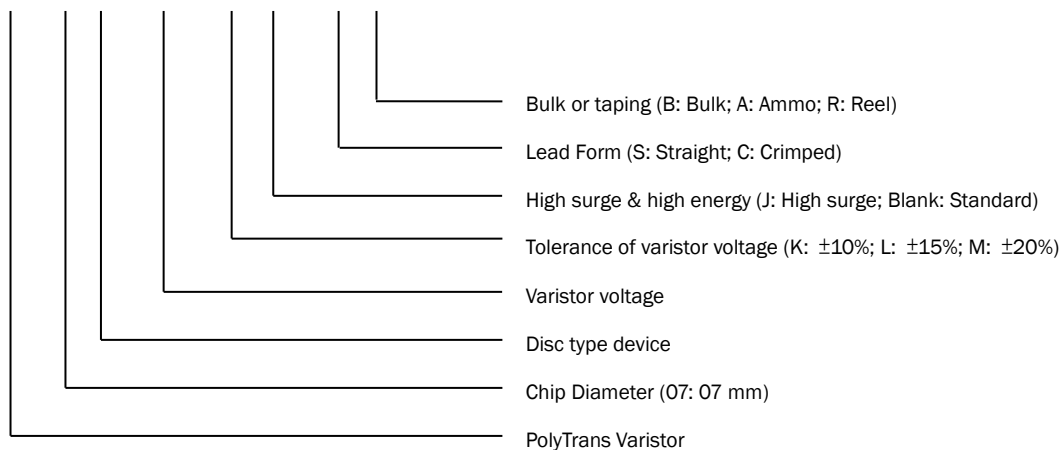 Bulk or taping (B: Bulk; A: Ammo; R: Reel)
Lead Form (S: Straight; C: Crimped)
High surge & high energy (J: High surge; Blank: Standard)
Tolerance of varistor voltage (K: ±10%; L: ±15%; M: ±20%)
Varistor voltage
Disc type device
Chip Diameter (07: 07 mm)
PolyTrans Varistor